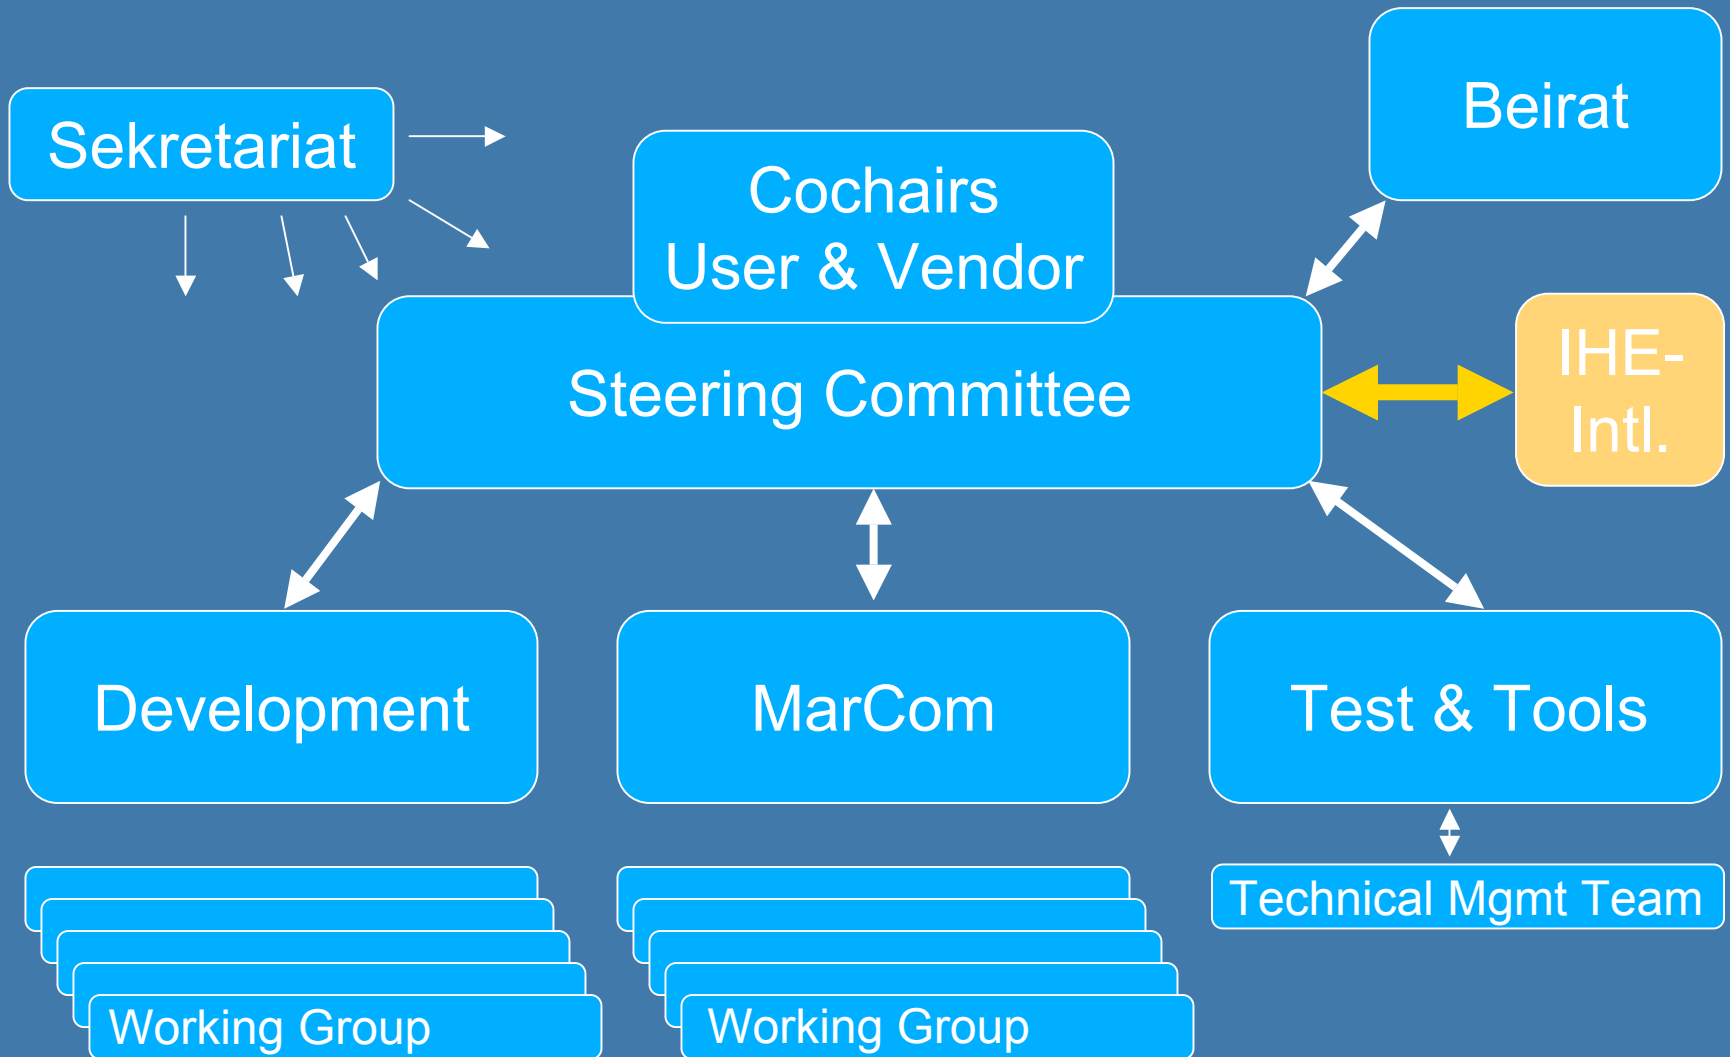 Beirat
Sekretariat
Cochairs
User & Vendor
Steering Committee
IHE-
Intl.
Development
MarCom
Test & Tools
Technical Mgmt Team
Working Group
Working Group